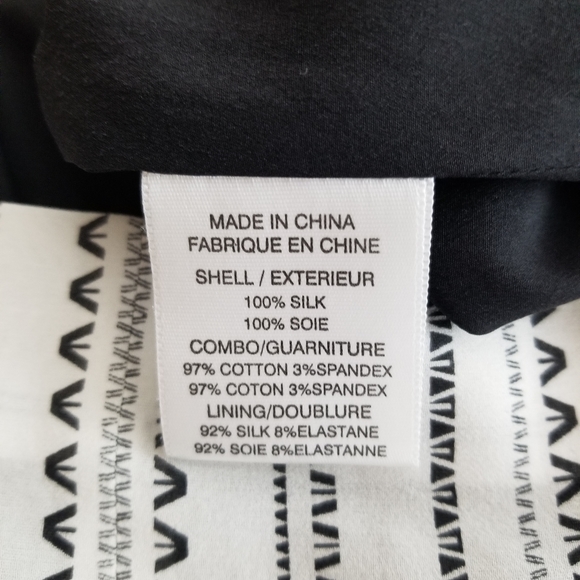 MADE IN CHINA
FABRIQUE EN CHINE
SHELL / EXTERIEUR
100% SILK
100% SOIE
COMBO/GUARNITURE
97% COTTON 3%SPANDEX
97% COTON 3%SPANDEX
LINING/DOUBLURE
92% SILK 8%ELASTANE
92% SOIE 8%ELASTANNE